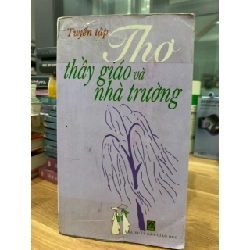 Tuyển tập
Thơ
thầy giáo và
nhà trường